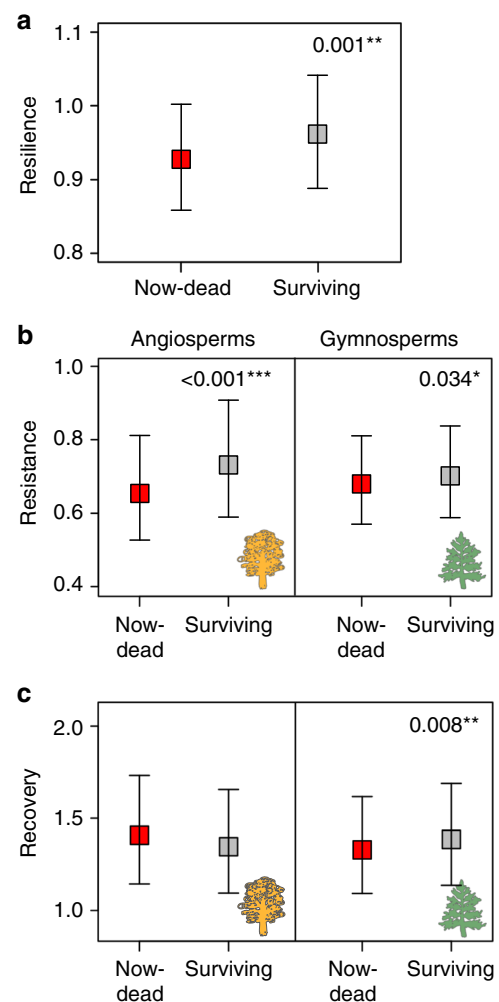 a
1.1
0.001**
1.0
0.9
0.8
Resilience
Now-dead Surviving
b
Angiosperms Gymnosperms
1.0
<0.001*** 0.034*
0.8
0.6
0.4
Resistance
Now- Surviving Now- Surviving
dead dead
c
2.0
0.008**
1.5
1.0
Recovery
Now- Surviving Now- Surviving
dead dead